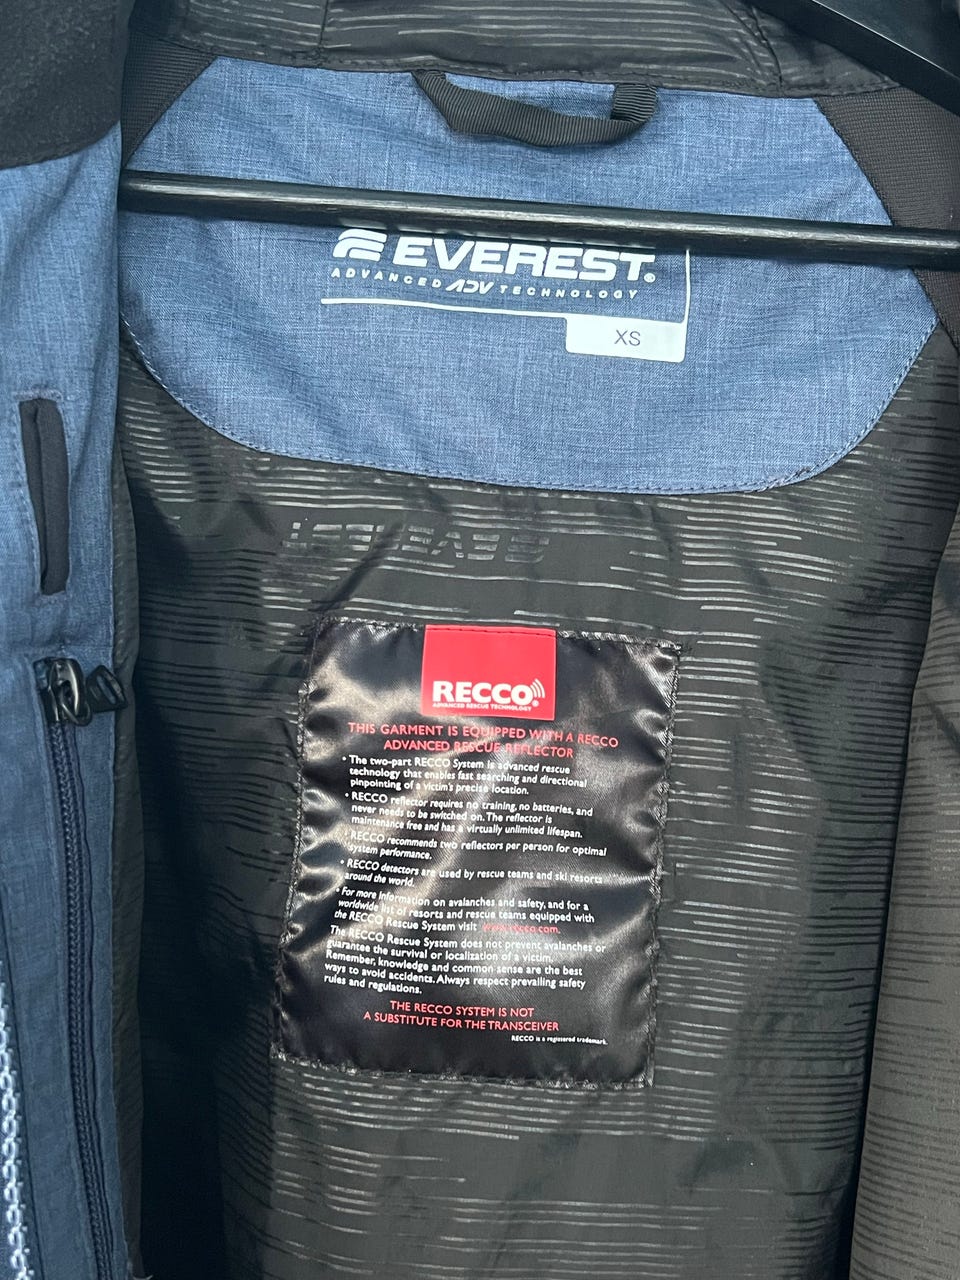 EVEREST®
ADVANCED ADV TECHNOLOGY
XS
EVEREST
RECCO®
ADVANCED RESCUE TECHNOLOGY
THIS GARMENT IS EQUIPPED WITH A RECCO
ADVANCED RESCUE REFLECTOR
• The two-part RECCO System is advanced rescue
technology that enables fast searching and directional
pinpointing of a victim's precise location.
• RECCO reflector requires no training, no batteries, and
never needs to be switched on. The reflector is
maintenance free and has a virtually unlimited lifespan.
• RECCO recommends two reflectors per person for optimal
system performance.
• RECCO detectors are used by rescue teams and ski resorts
around the world.
• For more information on avalanches and safety, and for a
worldwide list of resorts and rescue teams equipped with
the RECCO Rescue System visit www.recco.com.
The RECCO Rescue System does not prevent avalanches or
guarantee the survival or localization of a victim.
Remember, knowledge and common sense are the best
ways to avoid accidents. Always respect prevailing safety
rules and regulations.
THE RECCO SYSTEM IS NOT
A SUBSTITUTE FOR THE TRANSCEIVER
RECCO is a registered trademark.